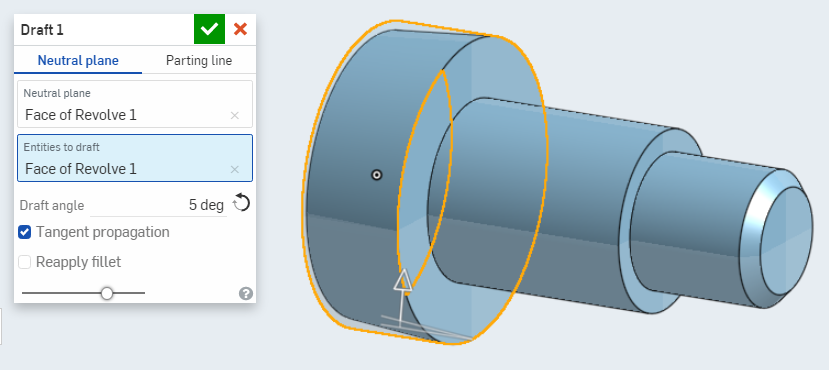 Draft 1
Neutral plane
Parting line
Neutral plane
Face of Revolve 1
Entities to draft
Face of Revolve 1
Draft angle
5 deg
Tangent propagation
Reapply fillet
?